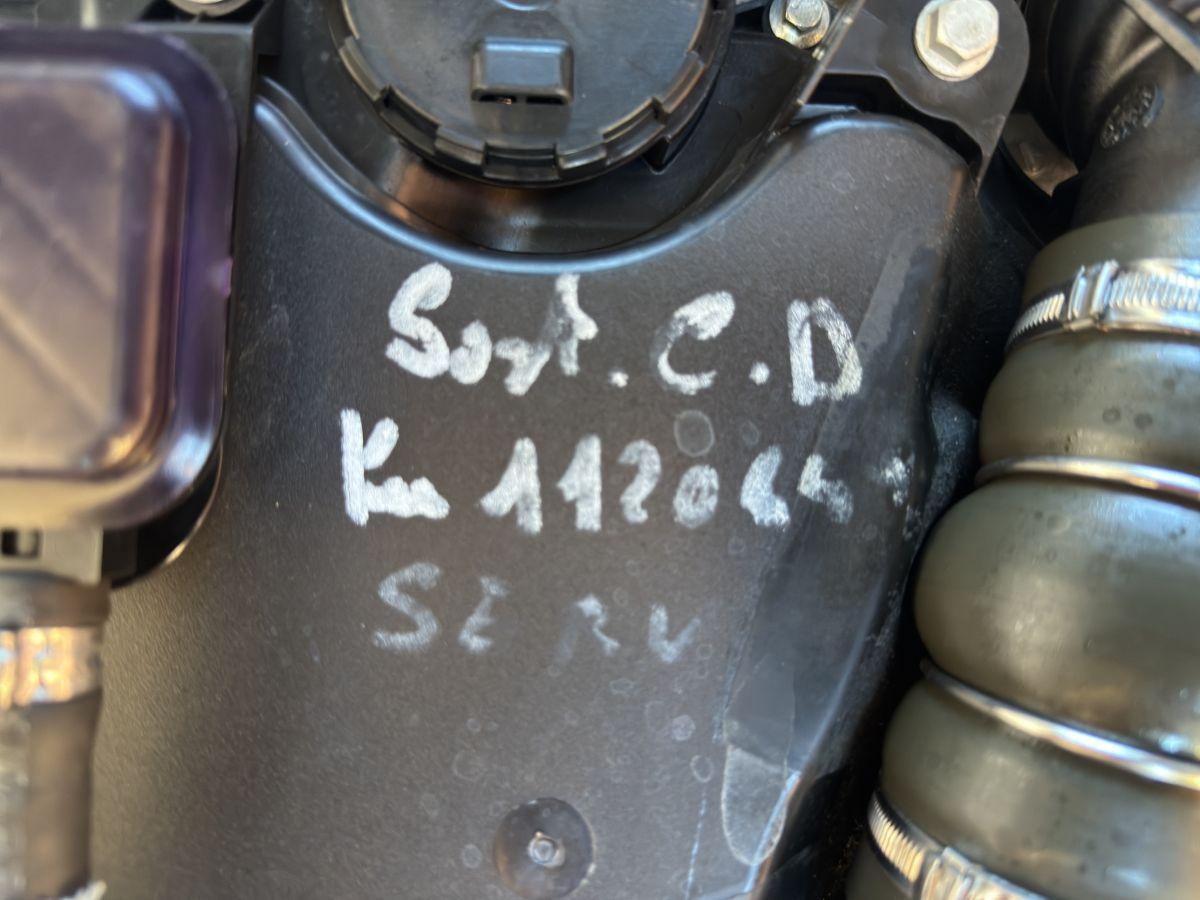 Sost. C.D
Km 112064
SERV